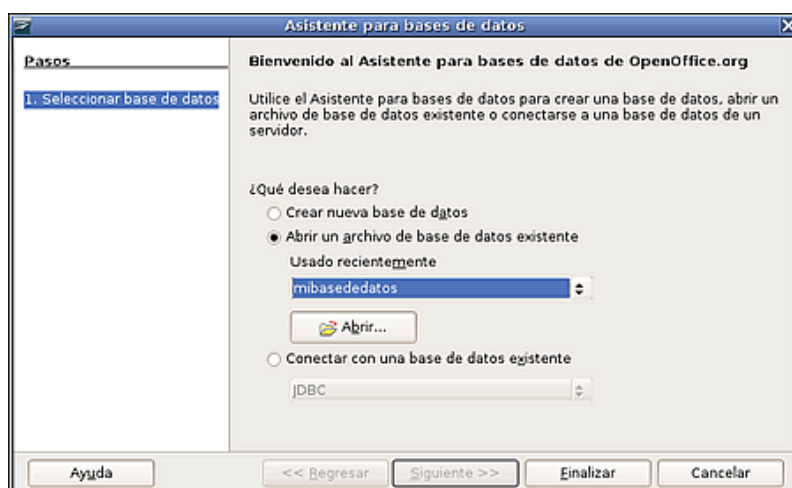 Asistente para bases de datos
Pasos
1. Seleccionar base de datos
Bienvenido al Asistente para bases de datos de OpenOffice.org
Utilice el Asistente para bases de datos para crear una base de datos, abrir un
archivo de base de datos existente o conectarse a una base de datos de un
servidor.
¿Qué desea hacer?
Crear nueva base de datos
Abrir un archivo de base de datos existente
Usado recientemente
mibasededatos
Abrir...
Conectar con una base de datos existente
JDBC
Ayuda
<< Regresar
Siguiente >>
Finalizar
Cancelar